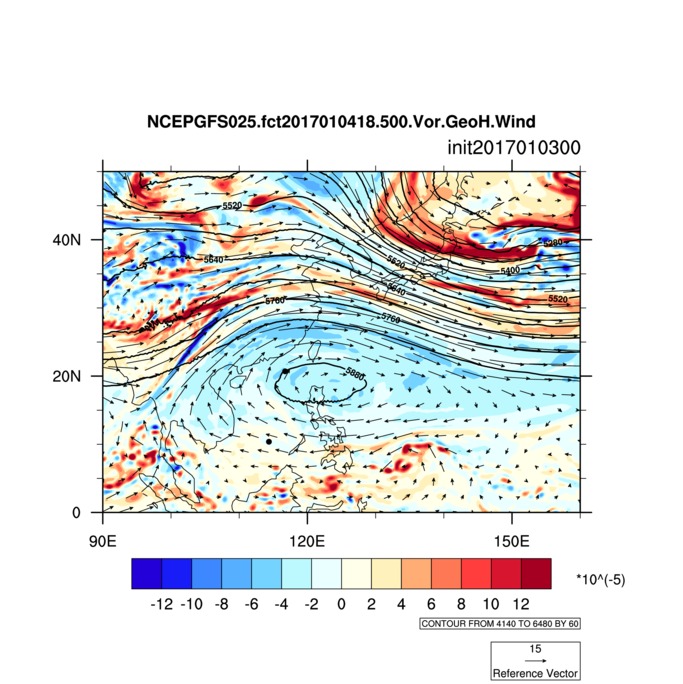 NCEPGFS025.fct2017010418.500.Vor.GeoH.Wind
init2017010300
5520
40N
5280
5640
5620
5400
5640
5760
5520
5760
20N
5880
0
90E 120E 150E
-12 -10 -8 -6 -4 -2 0 2 4 6 8 10 12
*10^(-5)
CONTOUR FROM 4140 TO 6480 BY 60
15
Reference Vector